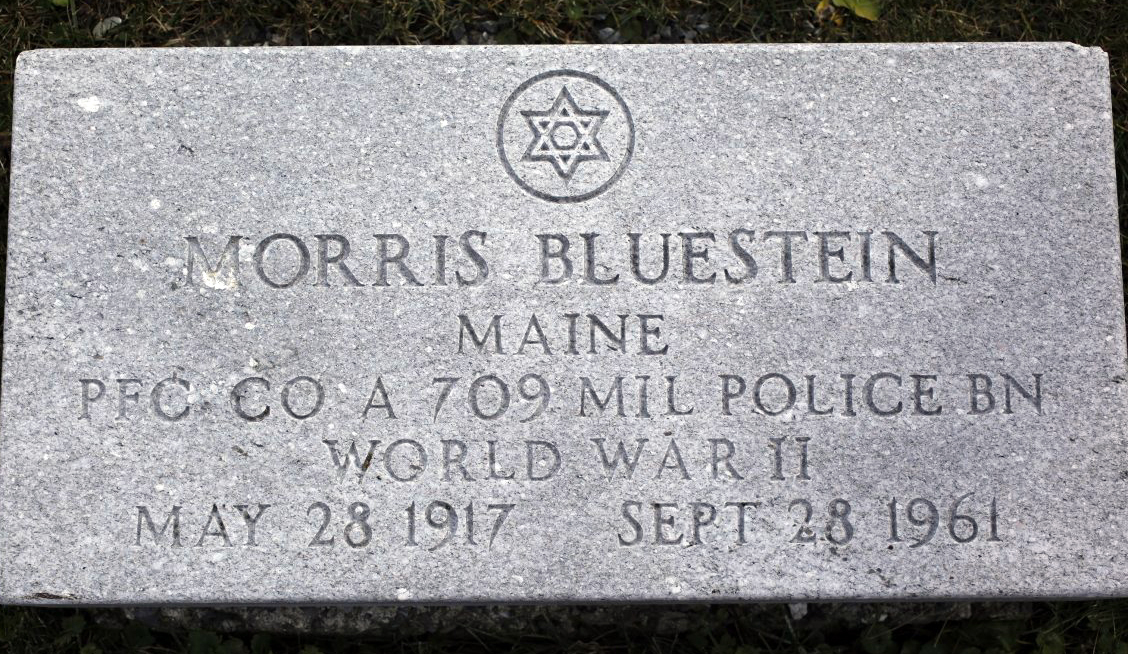 MORRIS BLUESTEIN
MAINE
PFC CO A 709 MIL POLICE BN
WORLD WAR II
MAY 28 1917 SEPT 28 1961